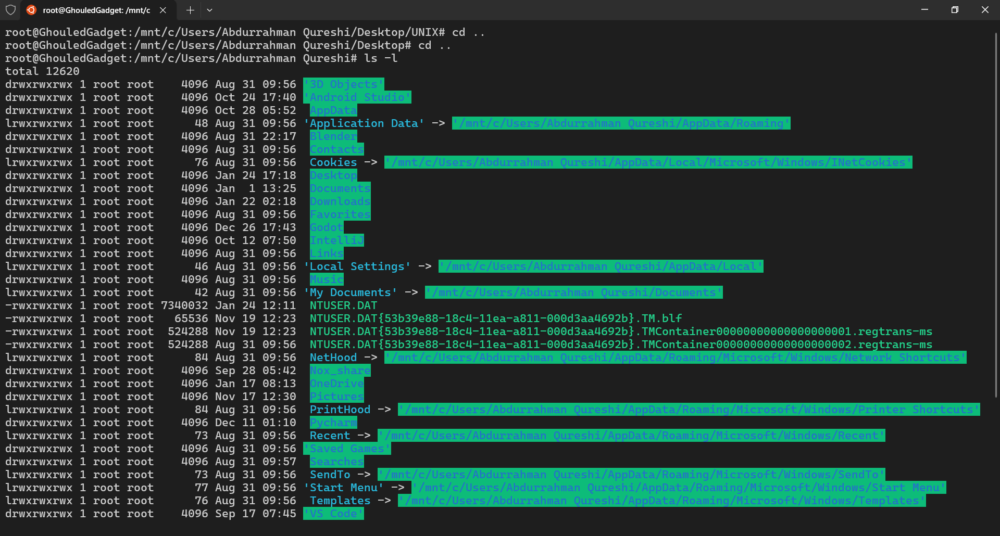 root@GhouledGadget: /mnt/c
root@GhouledGadget:/mnt/c/Users/Abdurrahman Qureshi/Desktop/UNIX# cd ..
root@GhouledGadget:/mnt/c/Users/Abdurrahman Qureshi/Desktop# cd ..
root@GhouledGadget:/mnt/c/Users/Abdurrahman Qureshi# ls -l
total 12620
drwxrwxrwx 1 root root    4096 Aug 31 09:56 '3D Objects'
drwxrwxrwx 1 root root    4096 Oct 24 17:40 'Android Studio'
drwxrwxrwx 1 root root    4096 Oct 28 05:52  AppData
lrwxrwxrwx 1 root root      48 Aug 31 09:56 'Application Data' -> '/mnt/c/Users/Abdurrahman Qureshi/AppData/Roaming'
drwxrwxrwx 1 root root    4096 Aug 31 22:17  Blender
drwxrwxrwx 1 root root    4096 Aug 31 09:56  Contacts
lrwxrwxrwx 1 root root      76 Aug 31 09:56  Cookies -> '/mnt/c/Users/Abdurrahman Qureshi/AppData/Local/Microsoft/Windows/INetCookies'
drwxrwxrwx 1 root root    4096 Jan 24 17:18  Desktop
drwxrwxrwx 1 root root    4096 Jan  1 13:25  Documents
drwxrwxrwx 1 root root    4096 Jan 22 02:18  Downloads
drwxrwxrwx 1 root root    4096 Aug 31 09:56  Favorites
drwxrwxrwx 1 root root    4096 Dec 26 17:43  Godot
drwxrwxrwx 1 root root    4096 Oct 12 07:50  IntelliJ
drwxrwxrwx 1 root root    4096 Aug 31 09:56  Links
lrwxrwxrwx 1 root root      46 Aug 31 09:56 'Local Settings' -> '/mnt/c/Users/Abdurrahman Qureshi/AppData/Local'
drwxrwxrwx 1 root root    4096 Aug 31 09:56  Music
lrwxrwxrwx 1 root root      42 Aug 31 09:56 'My Documents' -> '/mnt/c/Users/Abdurrahman Qureshi/Documents'
-rwxrwxrwx 1 root root 7340032 Jan 24 12:11  NTUSER.DAT
-rwxrwxrwx 1 root root   65536 Nov 19 12:23  NTUSER.DAT{53b39e88-18c4-11ea-a811-000d3aa4692b}.TM.blf
-rwxrwxrwx 1 root root  524288 Nov 19 12:23  NTUSER.DAT{53b39e88-18c4-11ea-a811-000d3aa4692b}.TMContainer00000000000000000001.regtrans-ms
-rwxrwxrwx 1 root root  524288 Aug 31 09:56  NTUSER.DAT{53b39e88-18c4-11ea-a811-000d3aa4692b}.TMContainer00000000000000000002.regtrans-ms
lrwxrwxrwx 1 root root      84 Aug 31 09:56  NetHood -> '/mnt/c/Users/Abdurrahman Qureshi/AppData/Roaming/Microsoft/Windows/Network Shortcuts'
drwxrwxrwx 1 root root    4096 Sep 28 05:42  Nox_share
drwxrwxrwx 1 root root    4096 Jan 17 08:13  OneDrive
drwxrwxrwx 1 root root    4096 Nov 17 12:30  Pictures
lrwxrwxrwx 1 root root      84 Aug 31 09:56  PrintHood -> '/mnt/c/Users/Abdurrahman Qureshi/AppData/Roaming/Microsoft/Windows/Printer Shortcuts'
drwxrwxrwx 1 root root    4096 Dec 11 01:10  Pycharm
lrwxrwxrwx 1 root root      73 Aug 31 09:56  Recent -> '/mnt/c/Users/Abdurrahman Qureshi/AppData/Roaming/Microsoft/Windows/Recent'
drwxrwxrwx 1 root root    4096 Aug 31 09:56 'Saved Games'
drwxrwxrwx 1 root root    4096 Aug 31 09:57  Searches
lrwxrwxrwx 1 root root      73 Aug 31 09:56  SendTo -> '/mnt/c/Users/Abdurrahman Qureshi/AppData/Roaming/Microsoft/Windows/SendTo'
lrwxrwxrwx 1 root root      77 Aug 31 09:56 'Start Menu' -> '/mnt/c/Users/Abdurrahman Qureshi/AppData/Roaming/Microsoft/Windows/Start Menu'
lrwxrwxrwx 1 root root      76 Aug 31 09:56  Templates -> '/mnt/c/Users/Abdurrahman Qureshi/AppData/Roaming/Microsoft/Windows/Templates'
drwxrwxrwx 1 root root    4096 Sep 17 07:45 'VS Code'